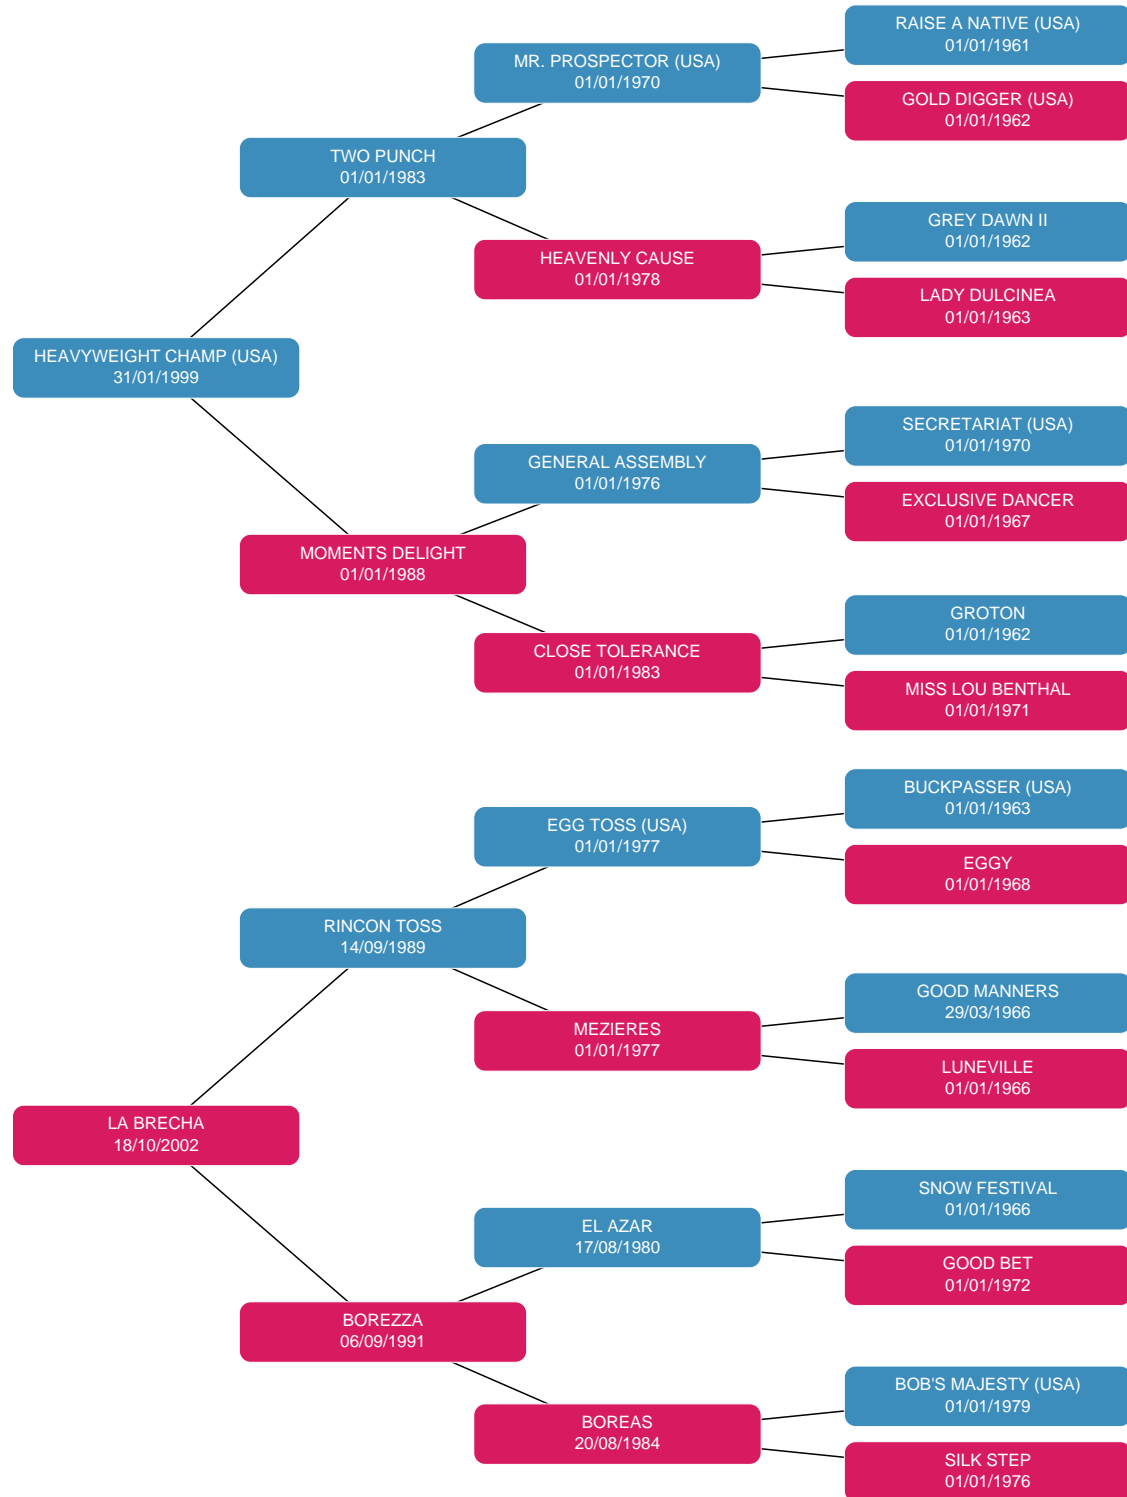 RAISE A NATIVE (USA)
01/01/1961
MR. PROSPECTOR (USA)
01/01/1970
GOLD DIGGER (USA)
01/01/1962
TWO PUNCH
01/01/1983
GREY DAWN II
01/01/1962
HEAVENLY CAUSE
01/01/1978
LADY DULCINEA
01/01/1963
HEAVYWEIGHT CHAMP (USA)
31/01/1999
SECRETARIAT (USA)
01/01/1970
GENERAL ASSEMBLY
01/01/1976
EXCLUSIVE DANCER
01/01/1967
MOMENTS DELIGHT
01/01/1988
GROTON
01/01/1962
CLOSE TOLERANCE
01/01/1983
MISS LOU BENTHAL
01/01/1971
BUCKPASSER (USA)
01/01/1963
EGG TOSS (USA)
01/01/1977
EGGY
01/01/1968
RINCON TOSS
14/09/1989
GOOD MANNERS
29/03/1966
MEZIERES
01/01/1977
LUNEVILLE
01/01/1966
LA BRECHA
18/10/2002
SNOW FESTIVAL
01/01/1966
EL AZAR
17/08/1980
GOOD BET
01/01/1972
BOREZZA
06/09/1991
BOB'S MAJESTY (USA)
01/01/1979
BOREAS
20/08/1984
SILK STEP
01/01/1976